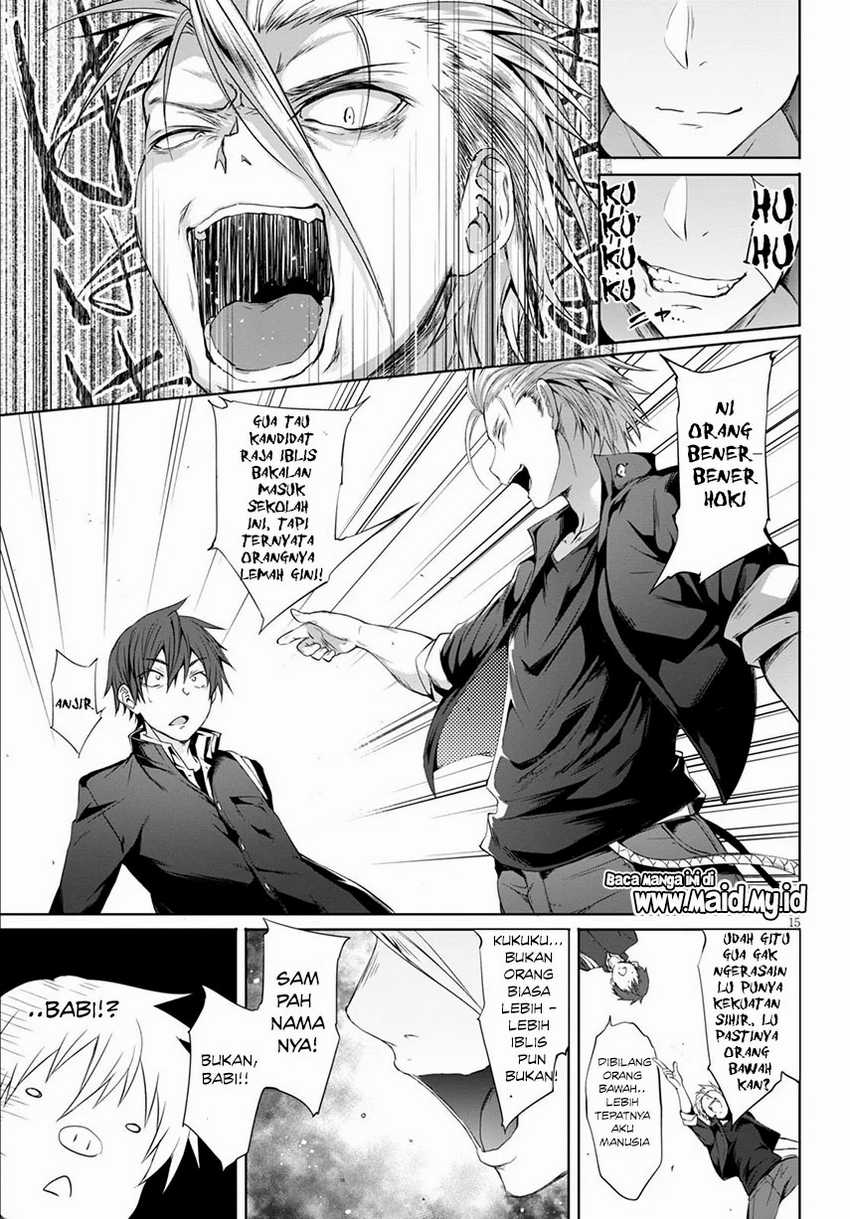 HU
HU
KU
KU
KU
KU
ニャ
NI
ORANG
BENER-
BENER
HOKI
GUA TAU
KANDIDAT
RAJA IBLIS
BAKALAN
MASUK
SEKOLAH
INI, TAPI
TERNYATA
ORANGNYA
LEMAH GINI!
ANJIR
Baca Manga ini di
www.Maid.My.id
15
UDAH GITU
GUA GAK
NGERASAIN
LU PUNYA
KEKUATAN
SIHIR, LU
PASTINYA
ORANG
BAWAH
KAN?
DIBILANG
ORANG
BAWAH..
LEBIH
TEPATNYA
AKU
MANUSIA
KUKUKU...
BUKAN
ORANG
BIASA
LEBIH -
LEBIH
IBLIS
PUN
BUKAN!
SAM
PAH
NAMA
NYA!
BUKAN,
BABI!!
..BABI!?